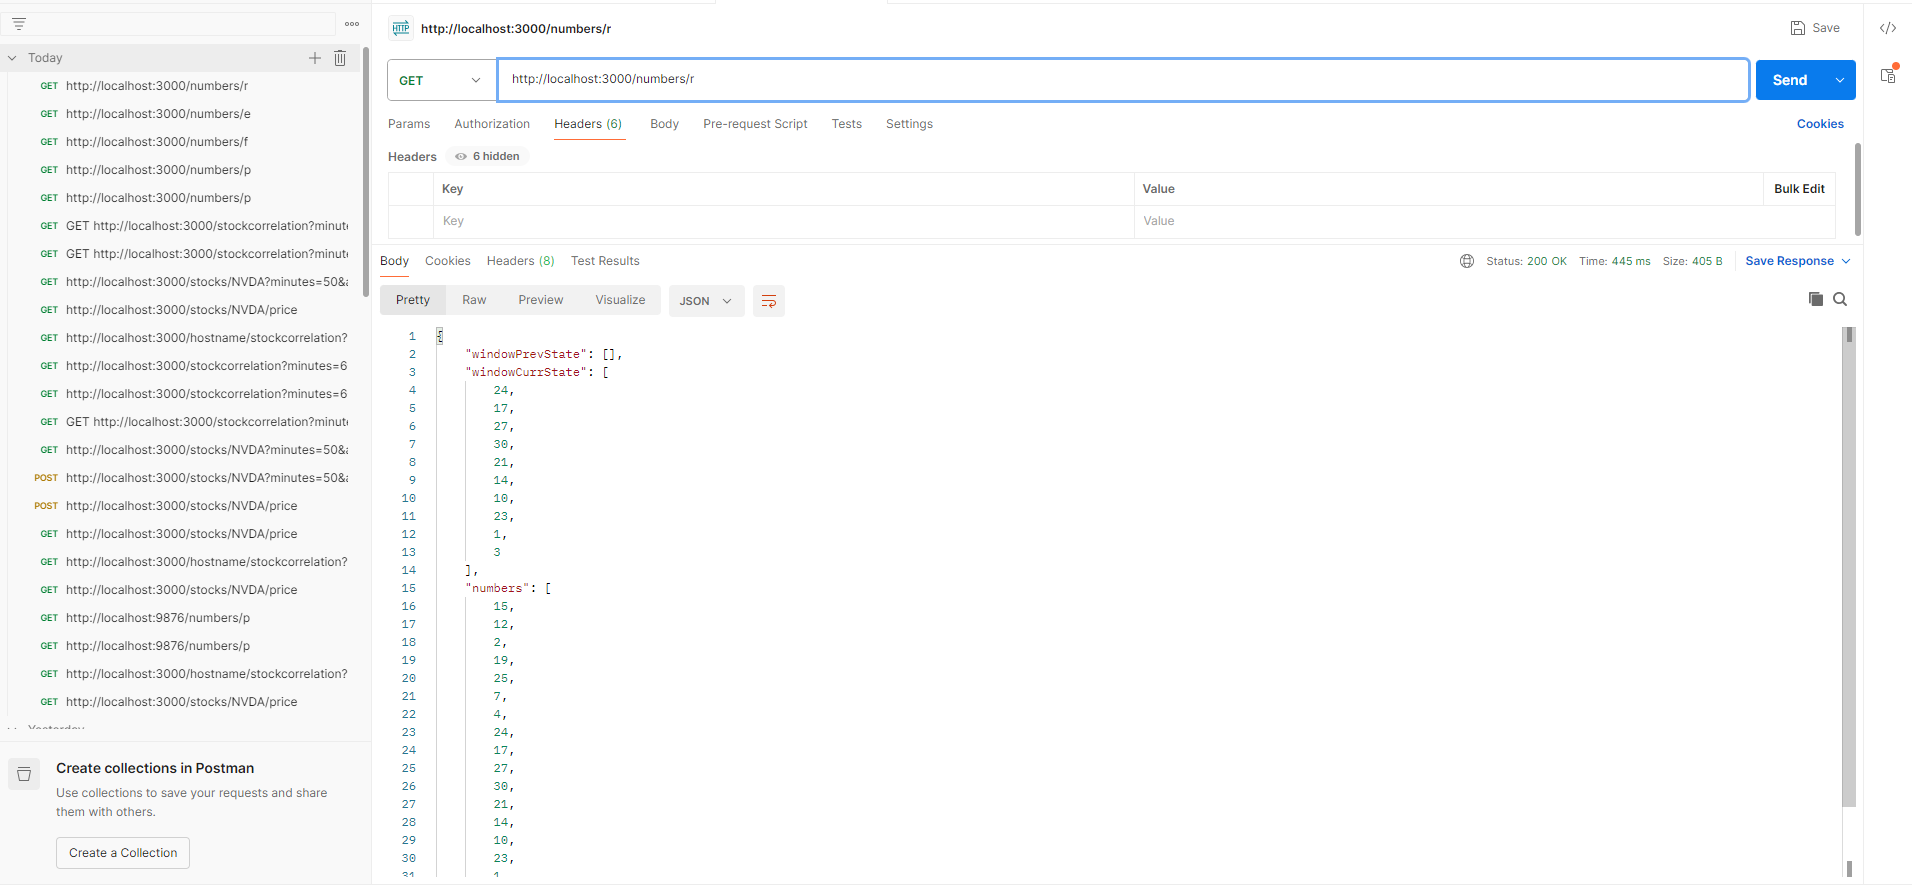 Today
GET http://localhost:3000/numbers/r
GET http://localhost:3000/numbers/e
GET http://localhost:3000/numbers/f
GET http://localhost:3000/numbers/p
GET http://localhost:3000/numbers/p
GET GET http://localhost:3000/stockcorrelation?minute
GET GET http://localhost:3000/stockcorrelation?minute
GET http://localhost:3000/stocks/NVDA?minutes=50&a
GET http://localhost:3000/stocks/NVDA/price
GET http://localhost:3000/hostname/stockcorrelation?
GET http://localhost:3000/stockcorrelation?minutes=6
GET http://localhost:3000/stockcorrelation?minutes=6
GET GET http://localhost:3000/stockcorrelation?minute
GET http://localhost:3000/stocks/NVDA?minutes=50&a
POST http://localhost:3000/stocks/NVDA?minutes=50&a
POST http://localhost:3000/stocks/NVDA/price
GET http://localhost:3000/stocks/NVDA/price
GET http://localhost:3000/hostname/stockcorrelation?
GET http://localhost:3000/stocks/NVDA/price
GET http://localhost:9876/numbers/p
GET http://localhost:9876/numbers/p
GET http://localhost:3000/hostname/stockcorrelation?
GET http://localhost:3000/stocks/NVDA/price
Yesterday
Create collections in Postman
Use collections to save your requests and share
them with others.
Create a Collection
HTTP http://localhost:3000/numbers/r Save
GET http://localhost:3000/numbers/r Send
Params Authorization Headers (6) Body Pre-request Script Tests Settings Cookies
Headers 6 hidden
Key Value Bulk Edit
Key Value
Body Cookies Headers (8) Test Results Status: 200 OK Time: 445 ms Size: 405 B Save Response
Pretty Raw Preview Visualize JSON
1 {
2 "windowPrevState": [],
3 "windowCurrState": [
4 24,
5 17,
6 27,
7 30,
8 21,
9 14,
10 10,
11 23,
12 1,
13 3
14 ],
15 "numbers": [
16 15,
17 12,
18 2,
19 19,
20 25,
21 7,
22 4,
23 24,
24 17,
25 27,
26 30,
27 21,
28 14,
29 10,
30 23,
31 1